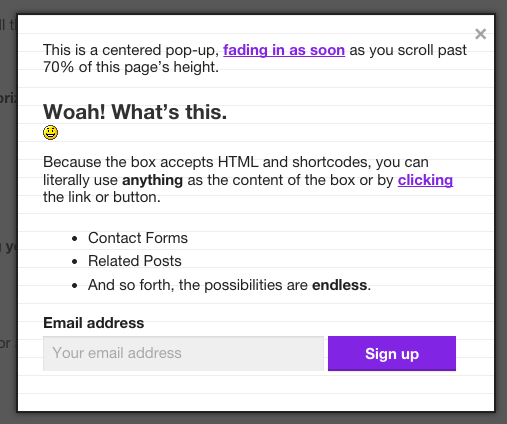 This is a centered pop-up, fading in as soon as you scroll past
70% of this page's height.
Woah! What's this.
Because the box accepts HTML and shortcodes, you can
literally use anything as the content of the box or by clicking
the link or button.
Contact Forms
Related Posts
And so forth, the possibilities are endless.
Email address
Your email address
Sign up